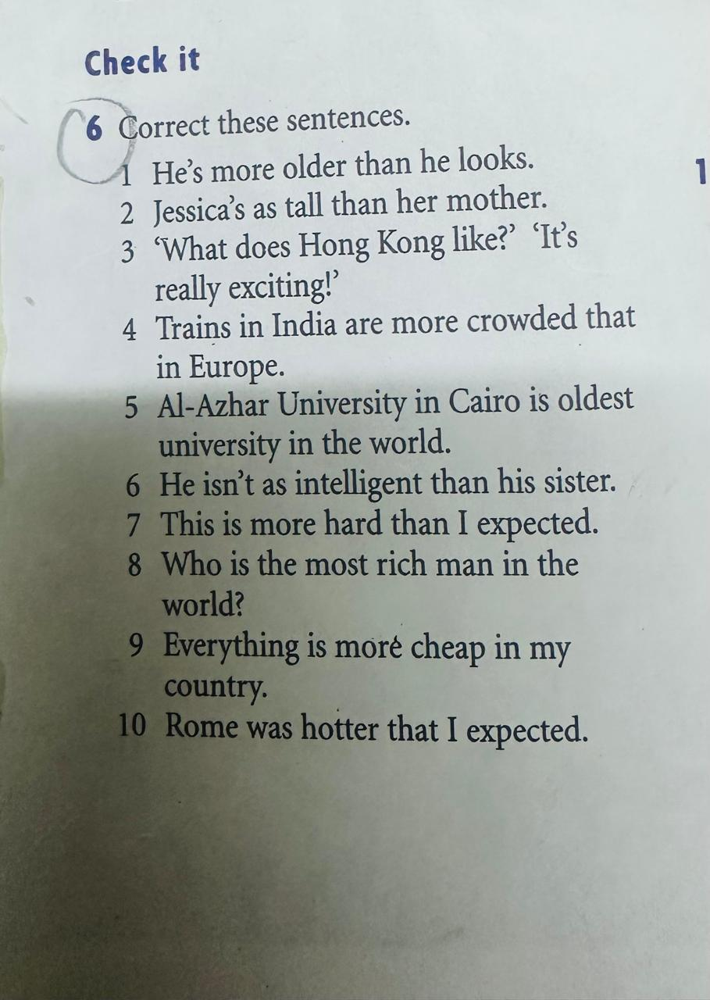 Check it
6 Correct these sentences.
1 He's more older than he looks.
2 Jessica's as tall than her mother.
3 ‘What does Hong Kong like?’ ‘It's
really exciting!’
4 Trains in India are more crowded that
in Europe.
5 Al-Azhar University in Cairo is oldest
university in the world.
6 He isn't as intelligent than his sister.
7 This is more hard than I expected.
8 Who is the most rich man in the
world?
9 Everything is more cheap in my
country.
10 Rome was hotter that I expected.
1